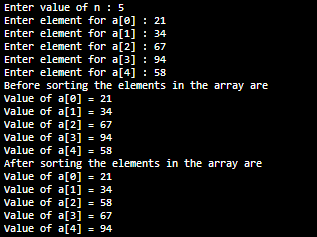 Enter value of n : 5
Enter element for a[0] : 21
Enter element for a[1] : 34
Enter element for a[2] : 67
Enter element for a[3] : 94
Enter element for a[4] : 58
Before sorting the elements in the array are
Value of a[0] = 21
Value of a[1] = 34
Value of a[2] = 67
Value of a[3] = 94
Value of a[4] = 58
After sorting the elements in the array are
Value of a[0] = 21
Value of a[1] = 34
Value of a[2] = 58
Value of a[3] = 67
Value of a[4] = 94